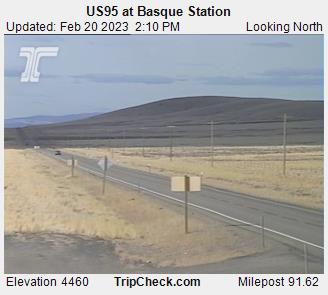 US95 at Basque Station
Updated: Feb 20 2023 2:10 PM Looking North
Elevation 4460 TripCheck.com Milepost 91.62